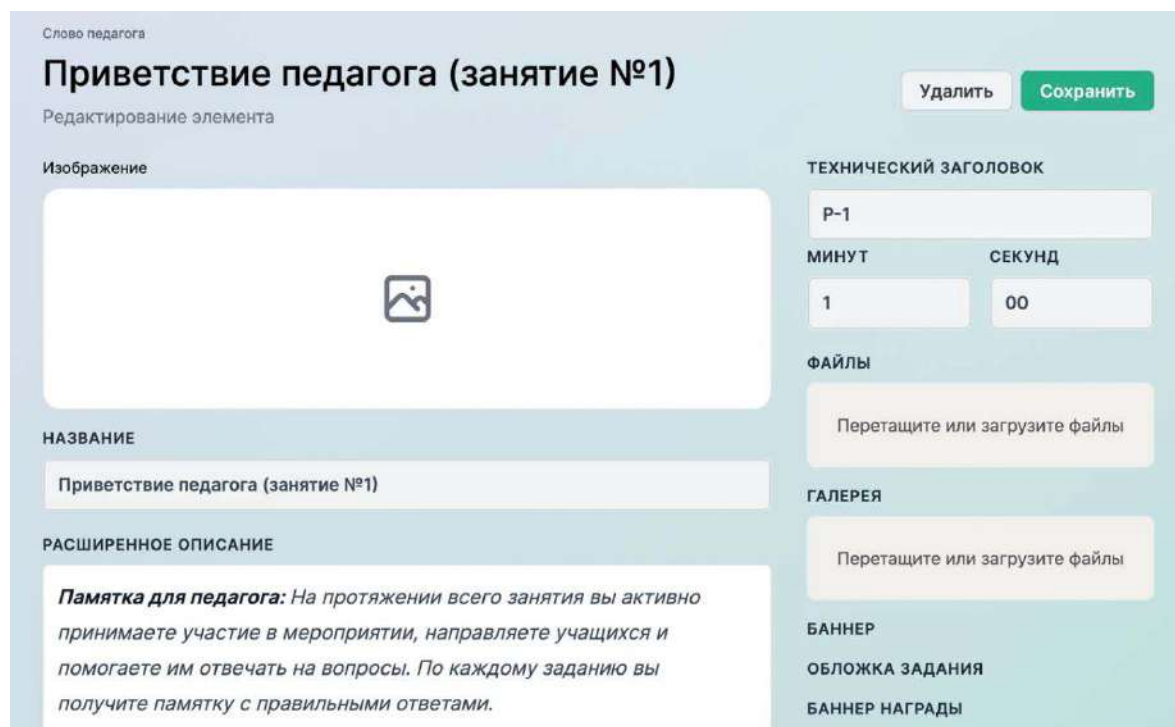 Слово педагога
Приветствие педагога (занятие №1)
Редактирование элемента
Удалить
Сохранить
Изображение
НАЗВАНИЕ
Приветствие педагога (занятие №1)
РАСШИРЕННОЕ ОПИСАНИЕ
Памятка для педагога: На протяжении всего занятия вы активно
принимаете участие в мероприятии, направляете учащихся и
помогаете им отвечать на вопросы. По каждому заданию вы
получите памятку с правильными ответами.
ТЕХНИЧЕСКИЙ ЗАГОЛОВОК
P-1
МИНУТ
СЕКУНД
1
00
ФАЙЛЫ
Перетащите или загрузите файлы
ГАЛЕРЕЯ
Перетащите или загрузите файлы
БАННЕР
ОБЛОЖКА ЗАДАНИЯ
БАННЕР НАГРАДЫ